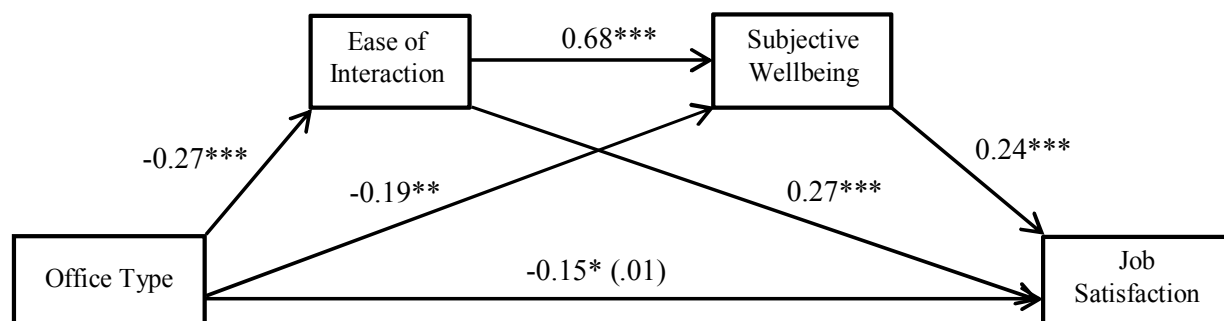 Ease of
Interaction
0.68***
Subjective
Wellbeing
-0.27***
-0.19**
0.27***
0.24***
Office Type
-0.15* (.01)
Job
Satisfaction